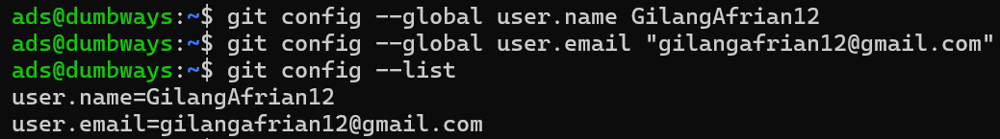 ads@dumbways:~$ git config --global user.name GilangAfrian12
ads@dumbways:~$ git config --global user.email "gilangafrian12@gmail.com"
ads@dumbways:~$ git config --list
user.name=GilangAfrian12
user.email=gilangafrian12@gmail.com